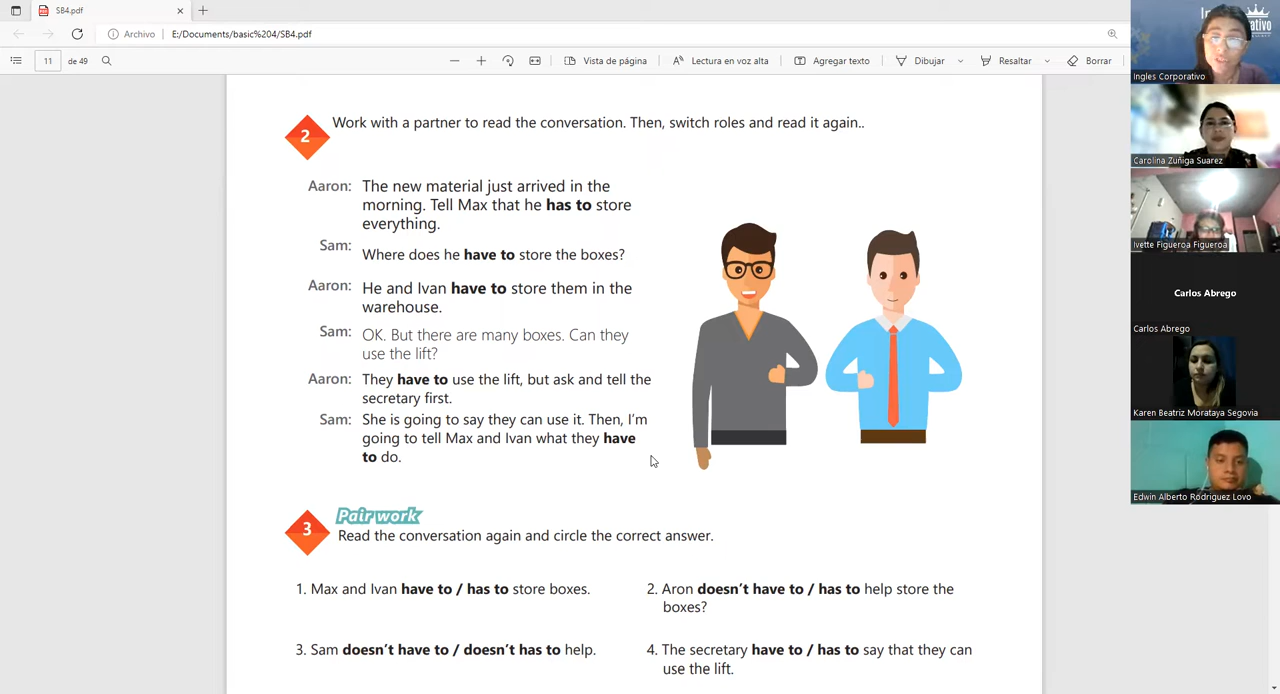 SB4.pdf
Archivo E:/Documents/basic%204/SB4.pdf
11 de 49 Vista de página Lectura en voz alta Agregar texto Dibujar Resaltar Borrar
2 Work with a partner to read the conversation. Then, switch roles and read it again..
Aaron: The new material just arrived in the
morning. Tell Max that he has to store
everything.
Sam: Where does he have to store the boxes?
Aaron: He and Ivan have to store them in the
warehouse.
Sam: OK. But there are many boxes. Can they
use the lift?
Aaron: They have to use the lift, but ask and tell the
secretary first.
Sam: She is going to say they can use it. Then, I'm
going to tell Max and Ivan what they have
to do.
3 Pair work
Read the conversation again and circle the correct answer.
1. Max and Ivan have to / has to store boxes.
2. Aron doesn't have to / has to help store the
boxes?
3. Sam doesn't have to / doesn't has to help.
4. The secretary have to / has to say that they can
use the lift.
Ingles Corporativo
Carolina Zuñiga Suarez
Ivette Figueroa Figueroa
Carlos Abrego
Carlos Abrego
Karen Beatriz Morataya Segovia
Edwin Alberto Rodriguez Lovo